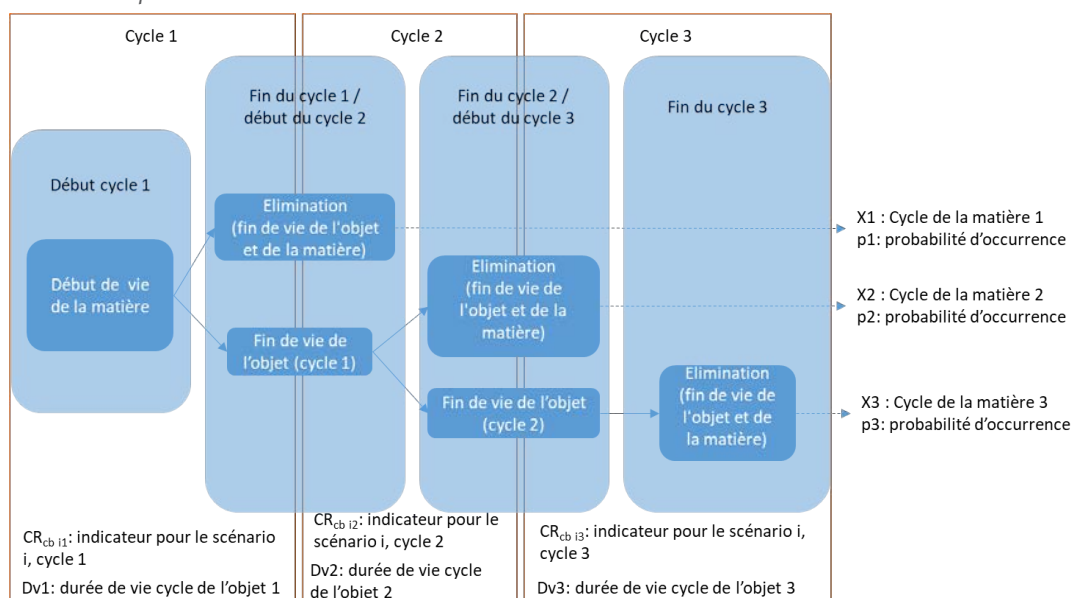 Cycle 1
Cycle 2
Cycle 3
Début cycle 1
Début de vie
de la matière
Fin du cycle 1 /
début du cycle 2
Elimination
(fin de vie de l'objet
et de la matière)
Fin de vie de
l'objet (cycle 1)
Fin du cycle 2 /
début du cycle 3
Elimination
(fin de vie de
l'objet et de la
matière)
Fin de vie de l'objet
(cycle 2)
Fin du cycle 3
Elimination
(fin de vie de
l'objet et de
la matière)
X1 : Cycle de la matière 1
p1: probabilité d'occurrence
X2 : Cycle de la matière 2
p2: probabilité d'occurrence
X3 : Cycle de la matière 3
p3: probabilité d'occurrence
CRcb i1: indicateur pour le scénario
i, cycle 1
Dv1: durée de vie cycle de l'objet 1
CRcb i2: indicateur pour le
scénario i, cycle 2
Dv2: durée de vie cycle
de l'objet 2
CRcb i3: indicateur pour le scénario i,
cycle 3
Dv3: durée de vie cycle de l'objet 3